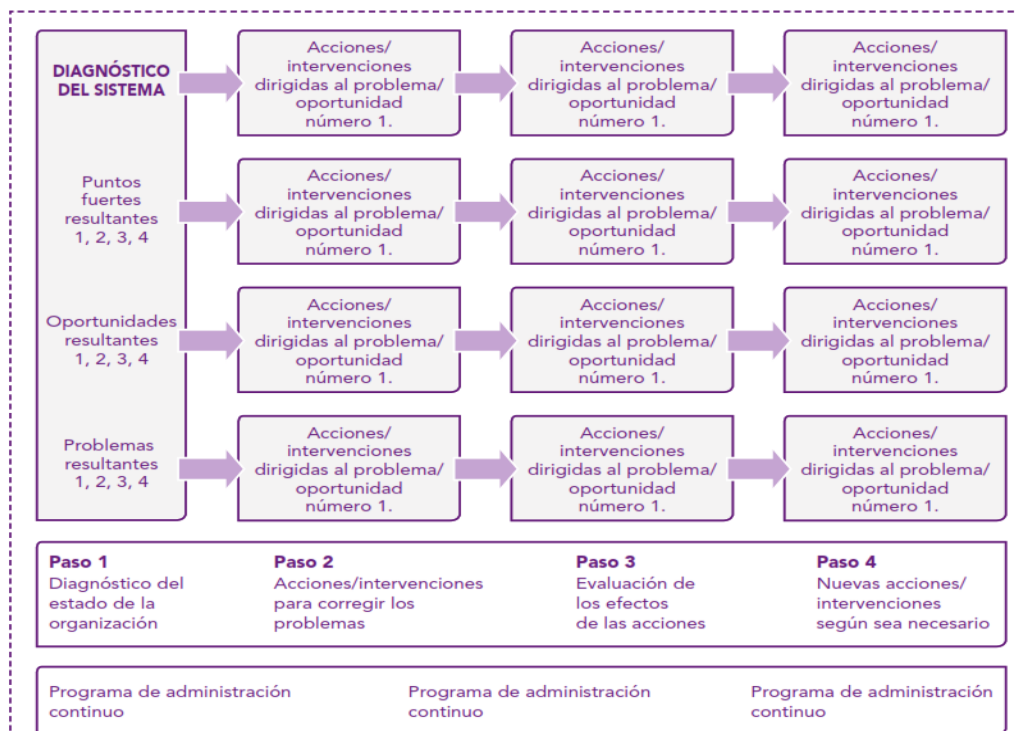 DIAGNÓSTICO
DEL SISTEMA
Acciones/
intervenciones
dirigidas al problema/
oportunidad
número 1.
Acciones/
intervenciones
dirigidas al problema/
oportunidad
número 1.
Acciones/
intervenciones
dirigidas al problema/
oportunidad
número 1.
Puntos
fuertes
resultantes
1, 2, 3, 4
Acciones/
intervenciones
dirigidas al problema/
oportunidad
número 1.
Acciones/
intervenciones
dirigidas al problema/
oportunidad
número 1.
Acciones/
intervenciones
dirigidas al problema/
oportunidad
número 1.
Oportunidades
resultantes
1, 2, 3, 4
Acciones/
intervenciones
dirigidas al problema/
oportunidad
número 1.
Acciones/
intervenciones
dirigidas al problema/
oportunidad
número 1.
Acciones/
intervenciones
dirigidas al problema/
oportunidad
número 1.
Problemas
resultantes
1, 2, 3, 4
Acciones/
intervenciones
dirigidas al problema/
oportunidad
número 1.
Acciones/
intervenciones
dirigidas al problema/
oportunidad
número 1.
Acciones/
intervenciones
dirigidas al problema/
oportunidad
número 1.
Paso 1
Diagnóstico del
estado de la
organización
Paso 2
Acciones/intervenciones
para corregir los
problemas
Paso 3
Evaluación de
los efectos
de las acciones
Paso 4
Nuevas acciones/
intervenciones
según sea necesario
Programa de administración
continuo
Programa de administración
continuo
Programa de administración
continuo